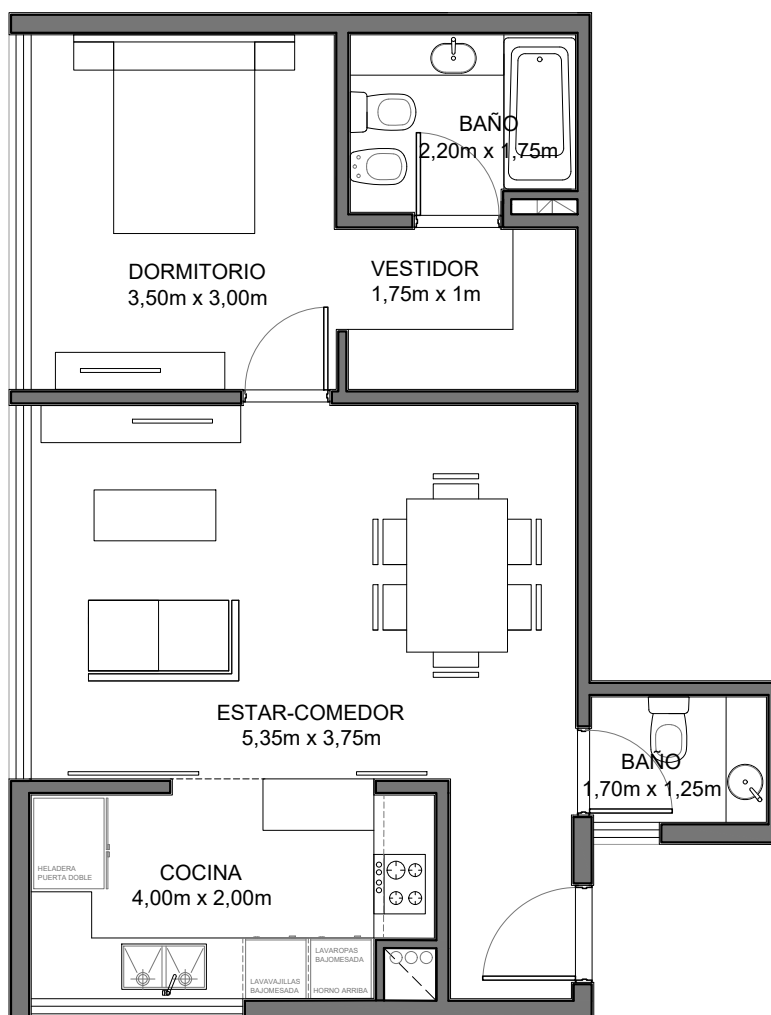 BAÑO
2,20m x 1,75m
DORMITORIO
3,50m x 3,00m
VESTIDOR
1,75m x 1m
ESTAR-COMEDOR
5,35m x 3,75m
BAÑO
1,70m x 1,25m
HELADERA
PUERTA DOBLE
COCINA
4,00m x 2,00m
LAVAVAJILLAS
BAJOMESADA
LAVAROPAS
BAJOMESADA
HORNO ARRIBA